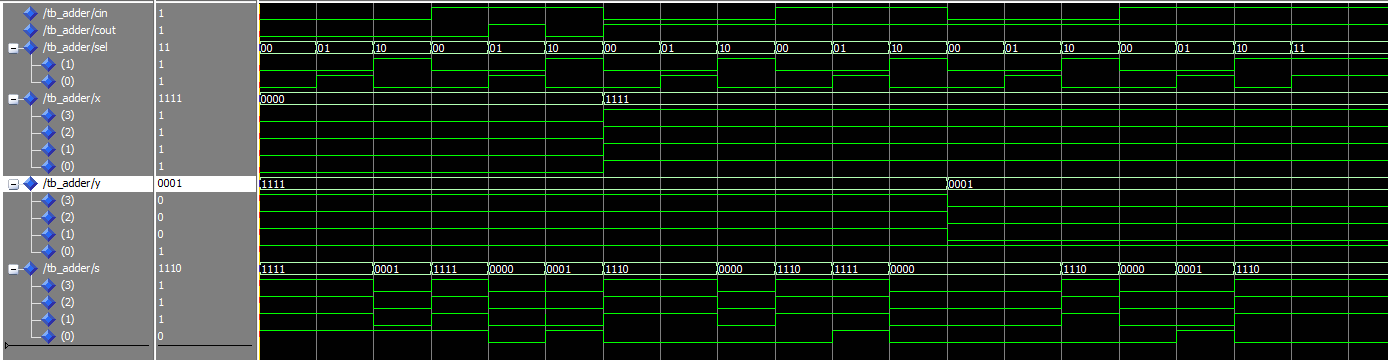 /tb_adder/cin 1
/tb_adder/cout 1
/tb_adder/sel 11 00 01 10 00 01 10 00 01 10 00 01 10 00 01 10 00 01 10 11
(1) 1
(0) 1
/tb_adder/x 1111 0000 1111
(3) 1
(2) 1
(1) 1
(0) 1
/tb_adder/y 0001 1111 0001
(3) 0
(2) 0
(1) 0
(0) 1
/tb_adder/s 1110 1111 0001 1111 0000 0001 1110 0000 1110 1111 0000 1110 0000 0001 1110
(3) 1
(2) 1
(1) 1
(0) 0